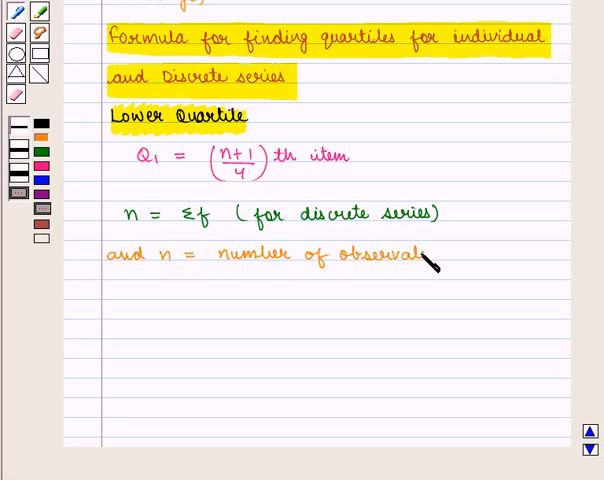 Formula for finding quartiles for individual
and Discrete series
Lower Quartile
Q₁ = ((n+1)/4) th item
n = Σf (for discrete series)
and n = number of observat